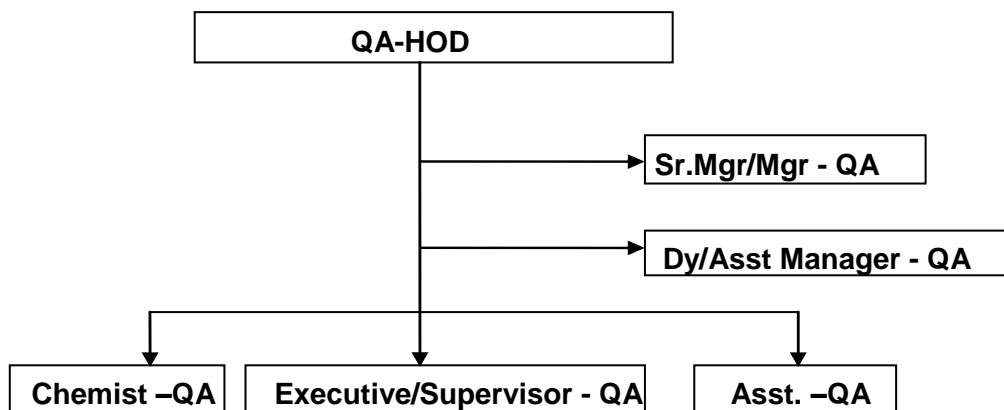 QA-HOD
Sr.Mgr/Mgr - QA
Dy/Asst Manager - QA
Chemist –QA
Executive/Supervisor - QA
Asst. –QA